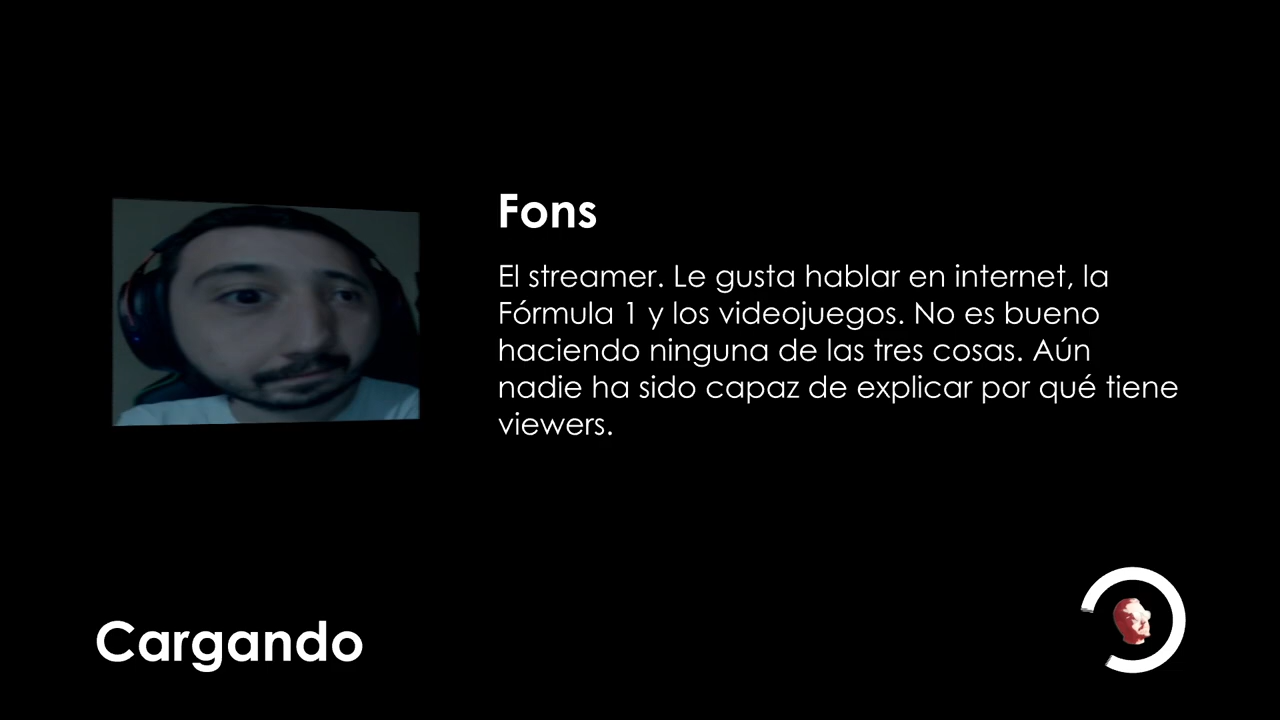 Fons
El streamer. Le gusta hablar en internet, la
Fórmula 1 y los videojuegos. No es bueno
haciendo ninguna de las tres cosas. Aún
nadie ha sido capaz de explicar por qué tiene
viewers.
Cargando